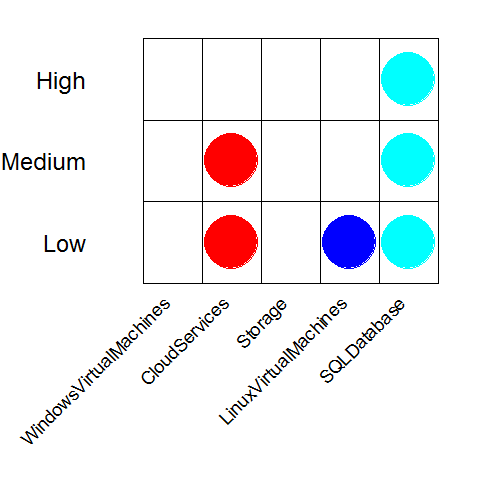 High
Medium
Low
WindowsVirtualMachines
CloudServices
Storage
LinuxVirtualMachines
SQLDatabase